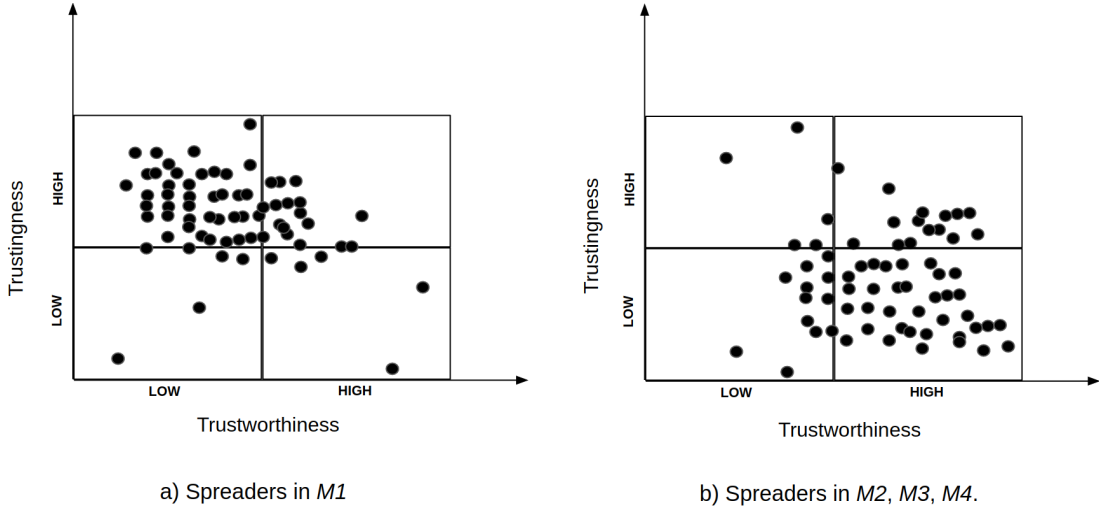 Trustingness
HIGH
LOW
LOW
HIGH
Trustworthiness
a) Spreaders in M1
Trustingness
HIGH
LOW
LOW
HIGH
Trustworthiness
b) Spreaders in M2, M3, M4.